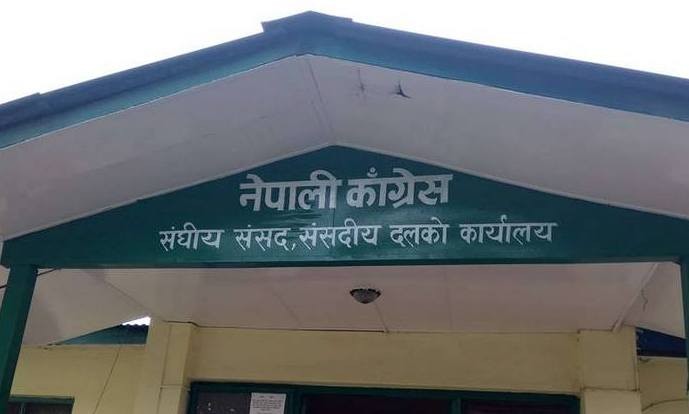 नेपाली काँग्रेस
संघीय संसद, संसदीय दलको कार्यालय